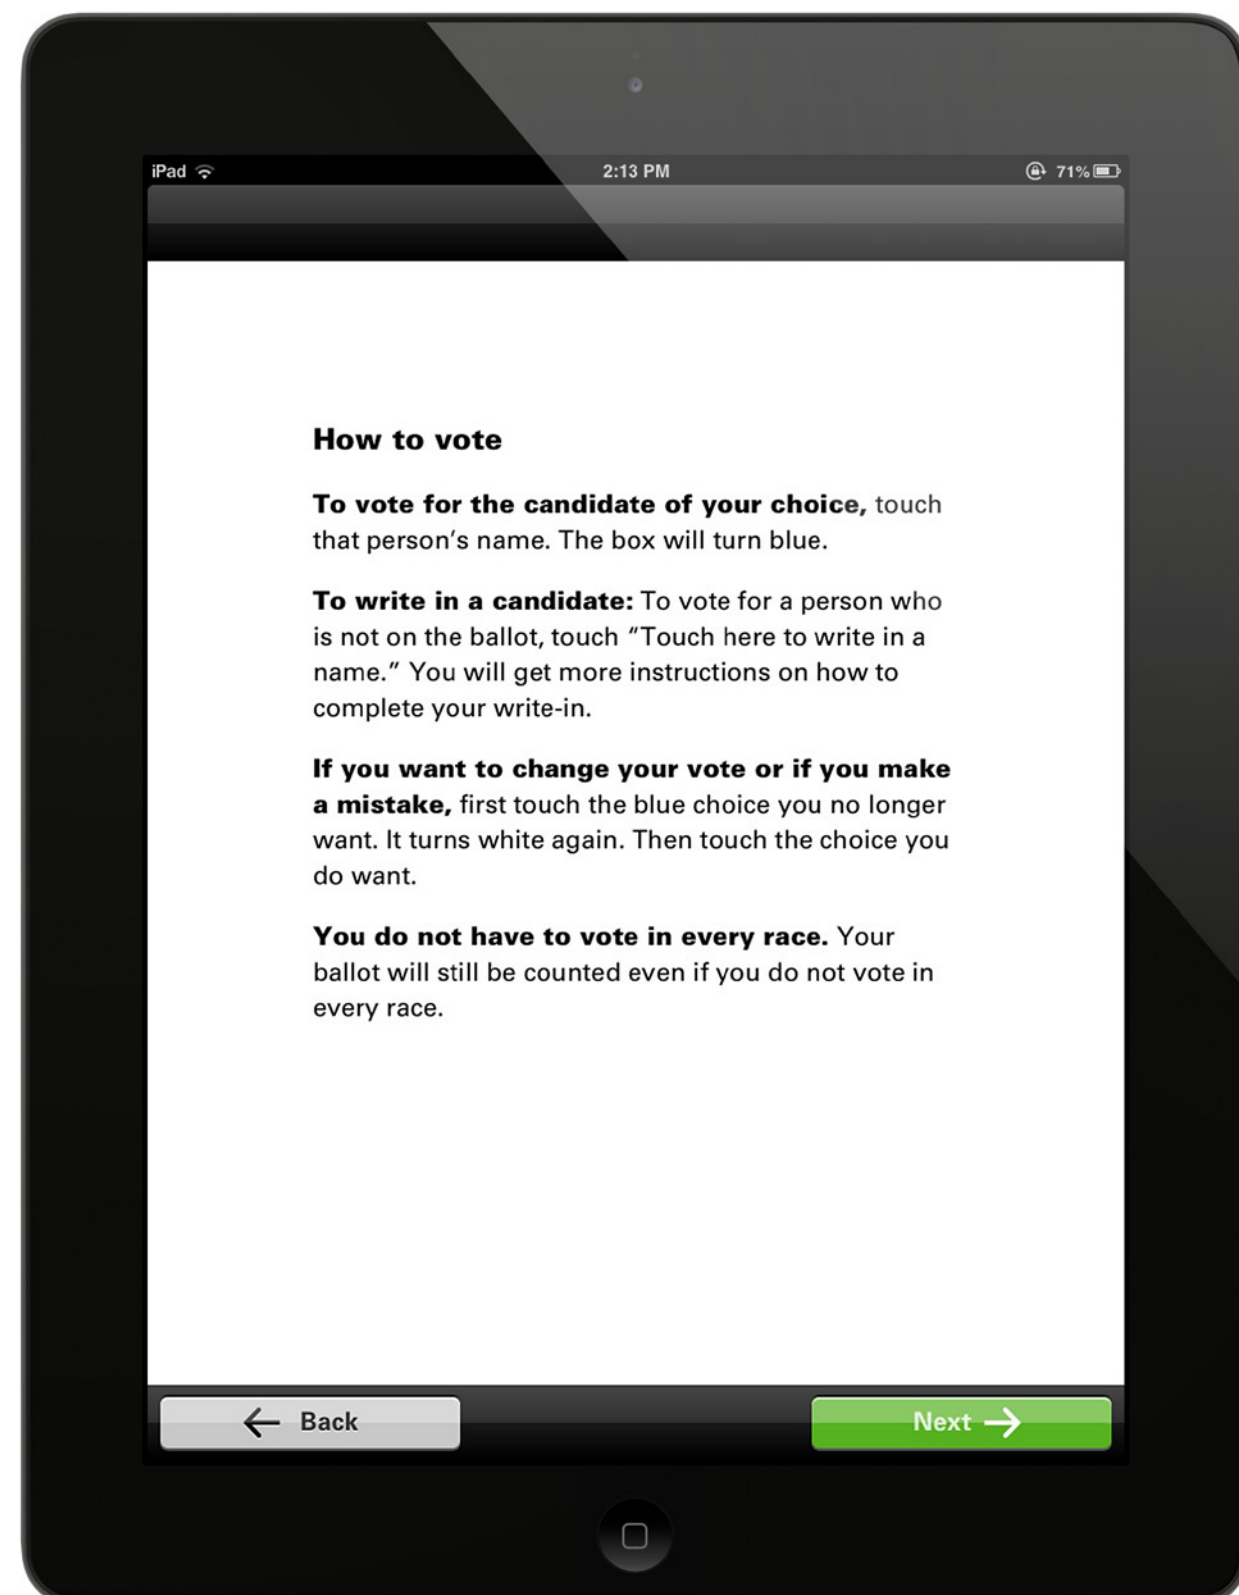 iPad 2:13 PM 71%
How to vote
To vote for the candidate of your choice, touch
that person's name. The box will turn blue.
To write in a candidate: To vote for a person who
is not on the ballot, touch "Touch here to write in a
name." You will get more instructions on how to
complete your write-in.
If you want to change your vote or if you make
a mistake, first touch the blue choice you no longer
want. It turns white again. Then touch the choice you
do want.
You do not have to vote in every race. Your
ballot will still be counted even if you do not vote in
every race.
Back Next